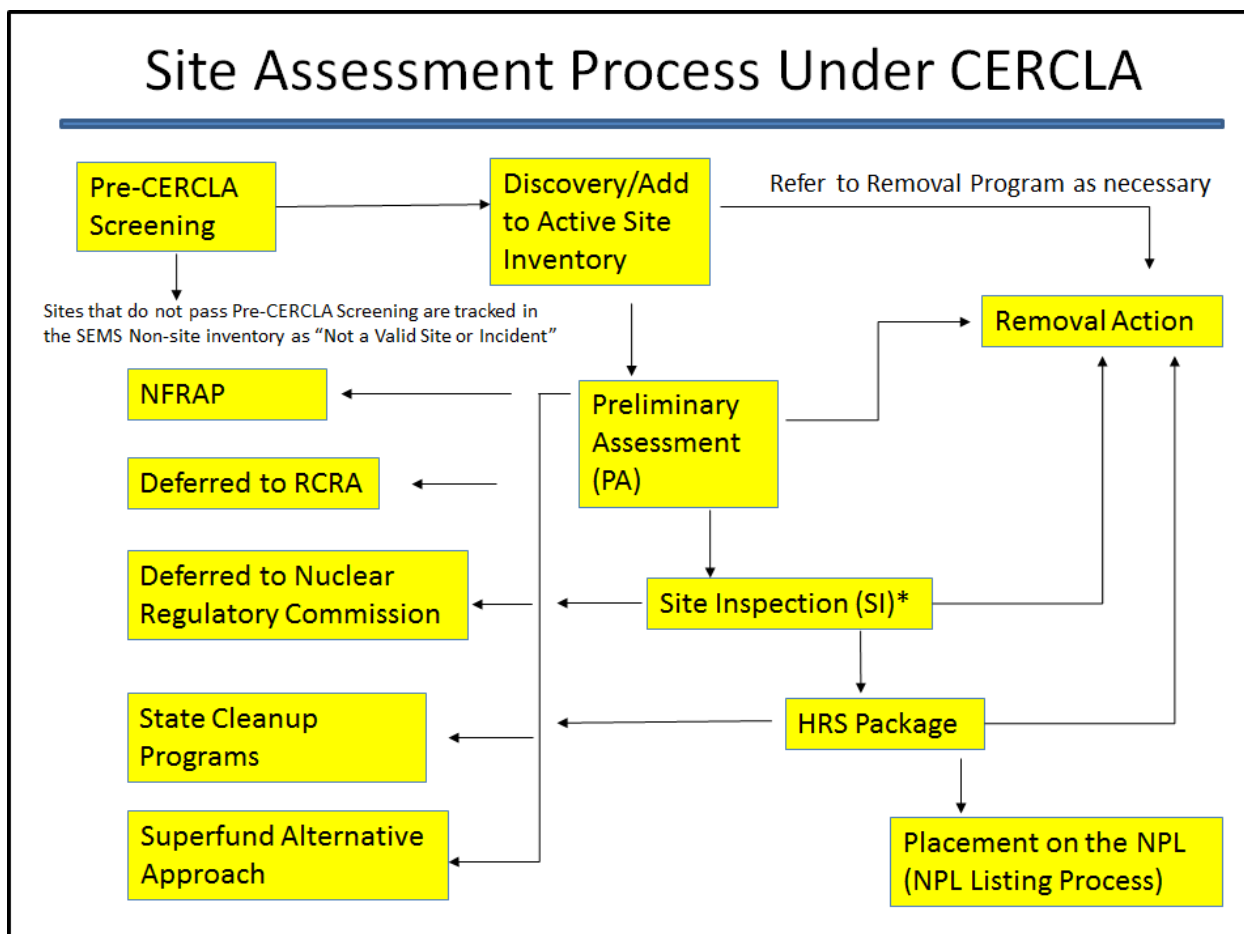 Site Assessment Process Under CERCLA
Pre-CERCLA
Screening
Discovery/Add
to Active Site
Inventory
Refer to Removal Program as necessary
Sites that do not pass Pre-CERCLA Screening are tracked in
the SEMS Non-site inventory as “Not a Valid Site or Incident”
Removal Action
NFRAP
Preliminary
Assessment
(PA)
Deferred to RCRA
Deferred to Nuclear
Regulatory Commission
Site Inspection (SI)*
State Cleanup
Programs
HRS Package
Superfund Alternative
Approach
Placement on the NPL
(NPL Listing Process)